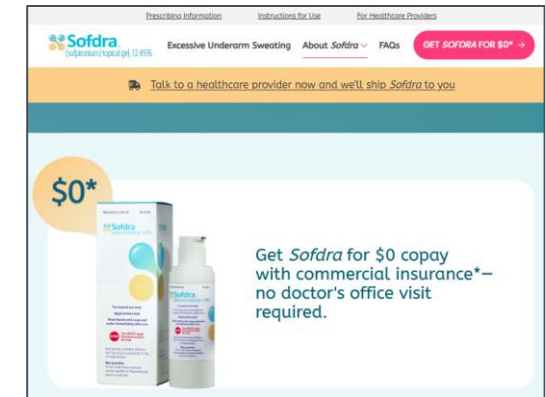 Prescribing Information Instructions for Use For Healthcare Providers
Sofdra
(sofpironium) topical gel, 12.45%
Excessive Underarm Sweating About Sofdra FAQs GET SOFDRA FOR $0* →
Talk to a healthcare provider now and we'll ship Sofdra to you
$0*
Sofdra
Sofdra
Get Sofdra for $0 copay
with commercial insurance*—
no doctor's office visit
required.